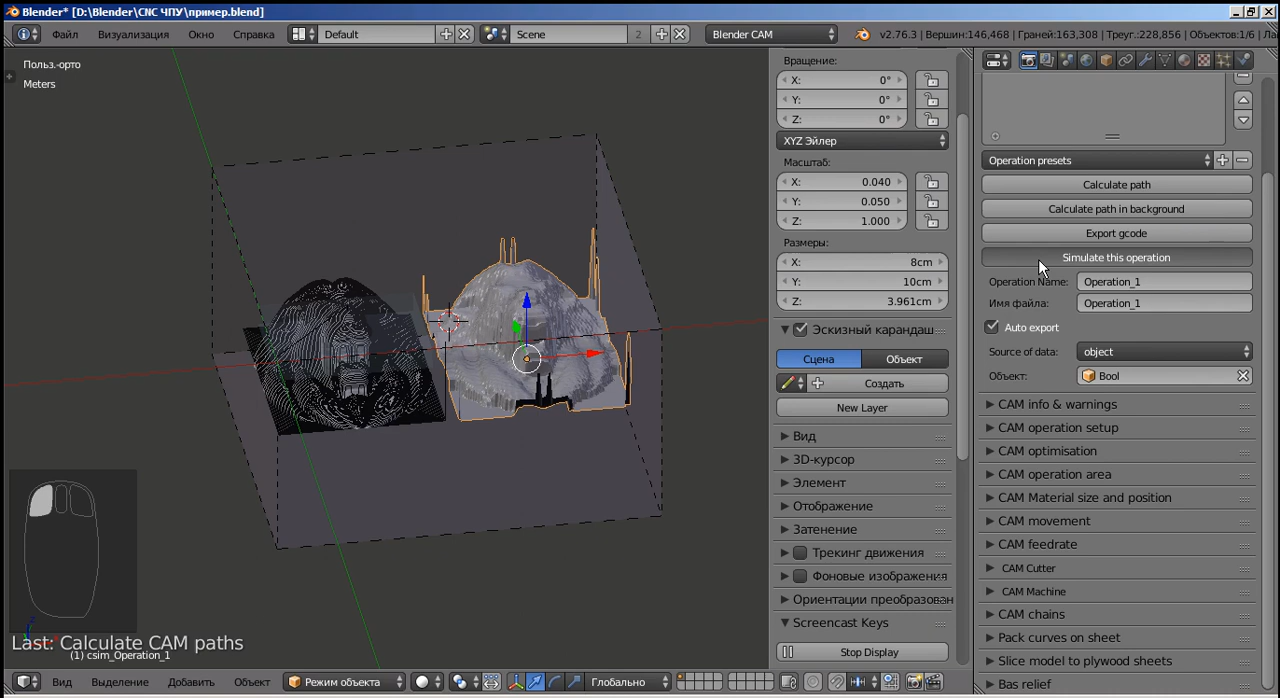 Blender* [D:\Blender\CNC ЧПУ\пример.blend]
Файл Визуализация Окно Справка Default Scene 2 Blender CAM v2.76.3 | Вершин:146,468 | Граней:163,308 | Треуг.:228,856 | Объектов:1/6 | Ла
Польз.-орто
Meters
Last: Calculate CAM paths
(1) csim_Operation_1
Вид Выделение Добавить Объект Режим объекта Глобально
Вращение:
X: 0°
Y: 0°
Z: 0°
XYZ Эйлер
Масштаб:
X: 0.040
Y: 0.050
Z: 1.000
Размеры:
X: 8cm
Y: 10cm
Z: 3.961cm
Эскизный карандаш
Сцена Объект
Создать
New Layer
Вид
3D-курсор
Элемент
Отображение
Затенение
Трекинг движения
Фоновые изображения
Ориентации преобразован
Screencast Keys
Stop Display
Operation presets
Calculate path
Calculate path in background
Export gcode
Simulate this operation
Operation Name: Operation_1
Имя файла: Operation_1
Auto export
Source of data: object
Объект: Bool
CAM info & warnings
CAM operation setup
CAM optimisation
CAM operation area
CAM Material size and position
CAM movement
CAM feedrate
CAM Cutter
CAM Machine
CAM chains
Pack curves on sheet
Slice model to plywood sheets
Bas relief